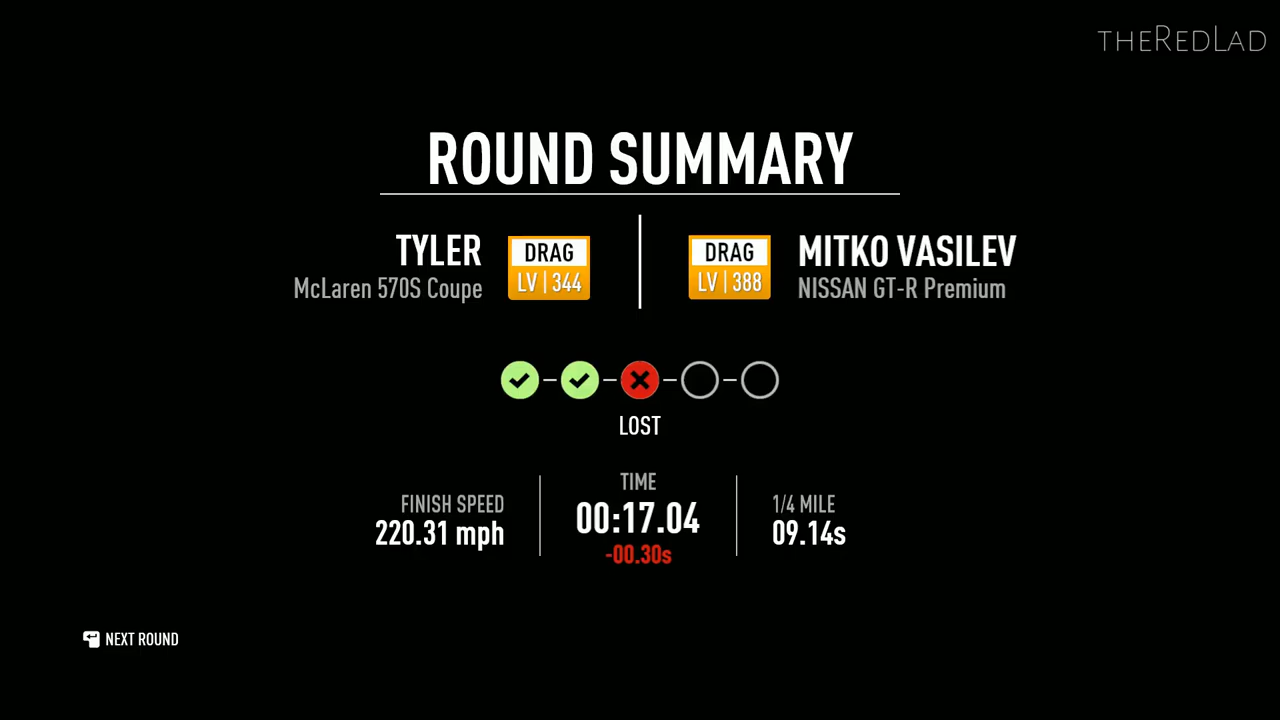 THEREDLAD
ROUND SUMMARY
TYLER
McLaren 570S Coupe
DRAG
LV | 344
DRAG
LV | 388
MITKO VASILEV
NISSAN GT-R Premium
LOST
FINISH SPEED
220.31 mph
TIME
00:17.04
-00.30s
1/4 MILE
09.14s
NEXT ROUND